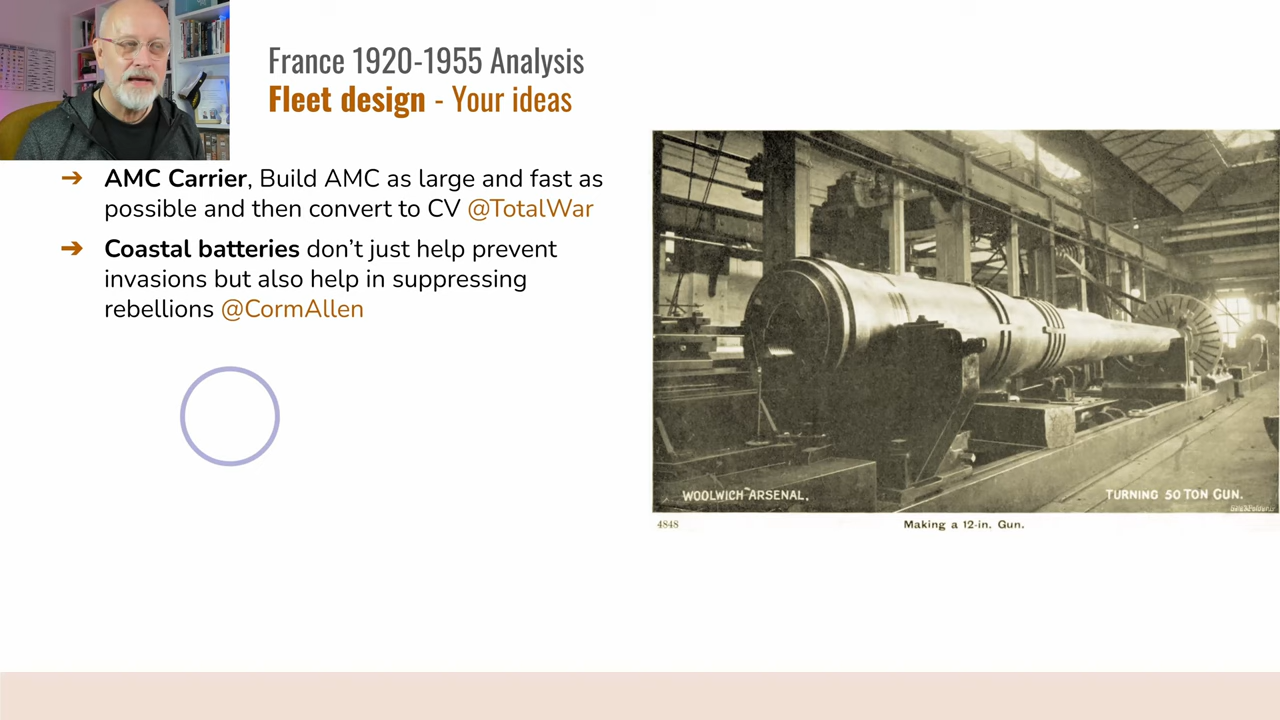 France 1920-1955 Analysis
Fleet design - Your ideas
➔ AMC Carrier, Build AMC as large and fast as
possible and then convert to CV @TotalWar
➔ Coastal batteries don’t just help prevent
invasions but also help in suppressing
rebellions @CormAllen
WOOLWICH ARSENAL.
TURNING 50 TON GUN.
4848
Making a 12-in. Gun.